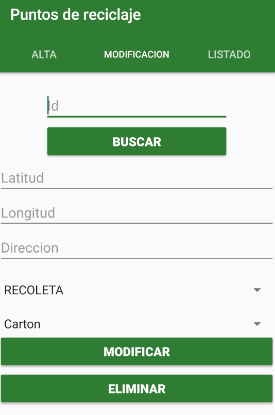 Puntos de reciclaje
ALTA MODIFICACION LISTADO
Id
BUSCAR
Latitud
Longitud
Direccion
RECOLETA
Carton
MODIFICAR
ELIMINAR